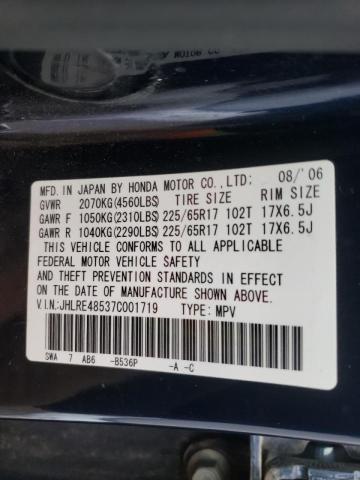 MFD. IN JAPAN BY HONDA MOTOR CO., LTD: 08/'06
GVWR 2070KG(4560LBS) TIRE SIZE RIM SIZE
GAWR F 1050KG(2310LBS) 225/65R17 102T 17X6.5J
GAWR R 1040KG(2290LBS) 225/65R17 102T 17X6.5J
THIS VEHICLE CONFORMS TO ALL APPLICABLE
FEDERAL MOTOR VEHICLE SAFETY
AND THEFT PREVENTION STANDARDS IN EFFECT ON
THE DATE OF MANUFACTURE SHOWN ABOVE.
V.I.N.:JHLRE48537C001719 TYPE: MPV
SWA 7 AB6 -B536P -A -C